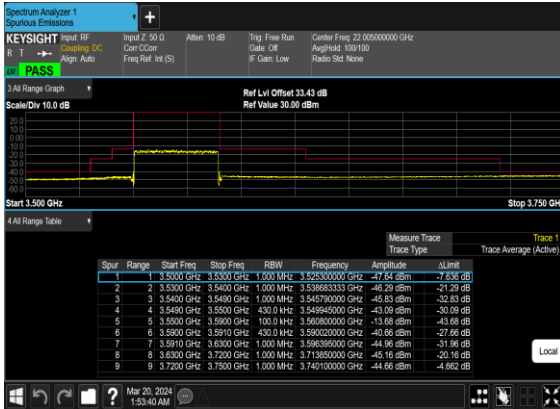 Spectrum Analyzer 1
Spurious Emissions
+
KEYSIGHT Input: RF
R T Coupling: DC
Align: Auto
Input Z: 50 Ω
Corr CCorr
Freq Ref: Int (S)
Atten: 10 dB
Trig: Free Run
Gate: Off
IF Gain: Low
Center Freq: 22.005000000 GHz
Avg|Hold: 100/100
Radio Std: None
PASS
3 All Range Graph
Scale/Div 10.0 dB
Ref Lvl Offset 33.43 dB
Ref Value 30.00 dBm
20.0
10.0
0.00
-10.0
-20.0
-30.0
-40.0
-50.0
-60.0
Start 3.500 GHz
Stop 3.750 GH
4 All Range Table
Measure Trace Trace 1
Trace Type Trace Average (Active)
Spur Range Start Freq Stop Freq RBW Frequency Amplitude ΔLimit
1 1 3.5000 GHz 3.5300 GHz 1.000 MHz 3.525300000 GHz -47.64 dBm -7.636 dB
2 2 3.5300 GHz 3.5400 GHz 1.000 MHz 3.538683333 GHz -46.29 dBm -21.29 dB
3 3 3.5400 GHz 3.5490 GHz 1.000 MHz 3.545790000 GHz -45.83 dBm -32.83 dB
4 4 3.5490 GHz 3.5500 GHz 430.0 kHz 3.549945000 GHz -43.09 dBm -30.09 dB
5 5 3.5500 GHz 3.5900 GHz 100.0 kHz 3.560800000 GHz -13.68 dBm -43.68 dB
6 6 3.5900 GHz 3.5910 GHz 430.0 kHz 3.590020000 GHz -40.66 dBm -27.66 dB
7 7 3.5910 GHz 3.6300 GHz 1.000 MHz 3.596395000 GHz -44.96 dBm -31.96 dB
8 8 3.6300 GHz 3.7200 GHz 1.000 MHz 3.713850000 GHz -45.16 dBm -20.16 dB
9 9 3.7200 GHz 3.7500 GHz 1.000 MHz 3.740100000 GHz -44.66 dBm -4.662 dB
Local
?
Mar 20, 2024
1:53:40 AM